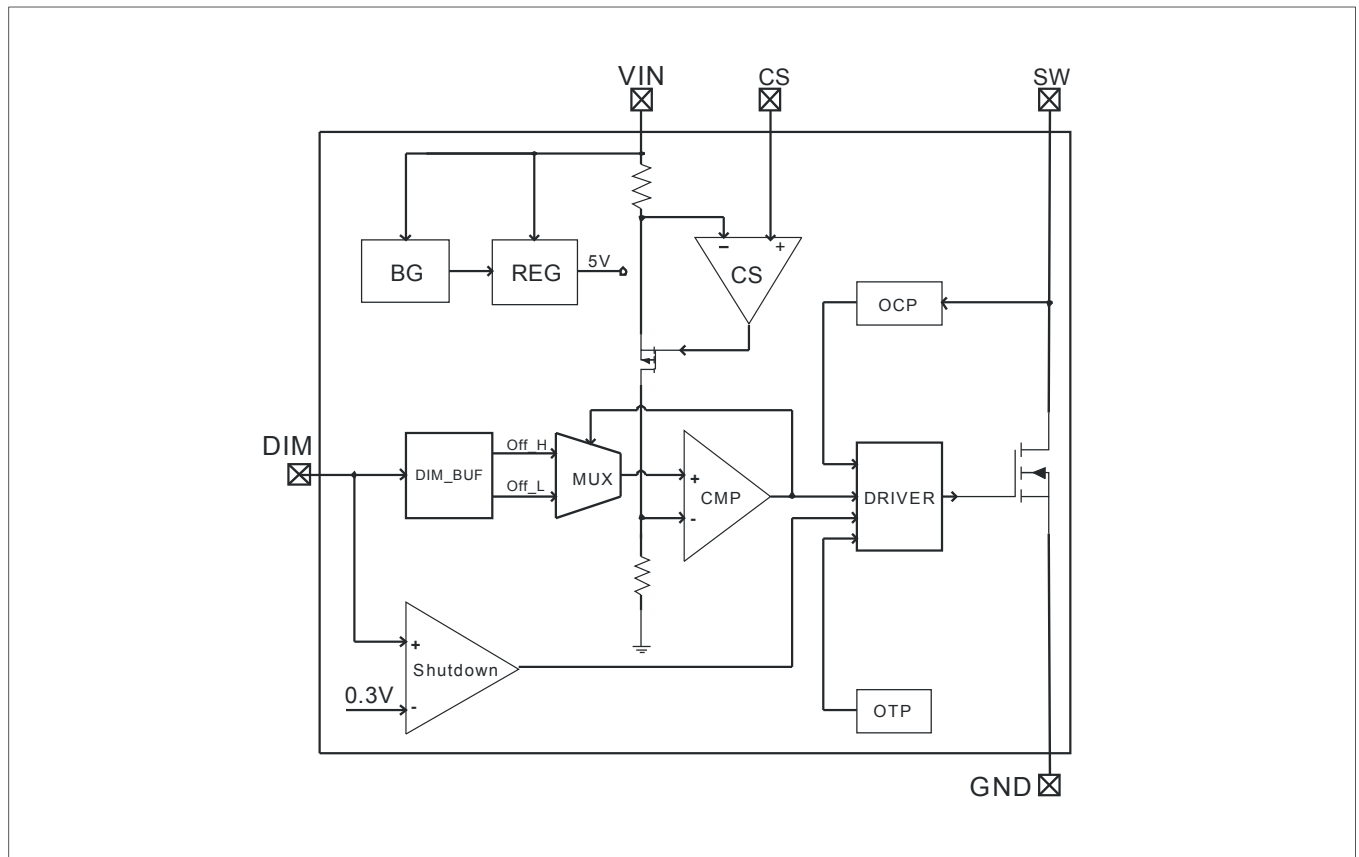 VIN
CS
SW
BG
REG
5V
- +
CS
OCP
DIM
DIM_BUF
Off_H
Off_L
MUX
+
CMP
-
DRIVER
+
Shutdown
0.3V
-
OTP
GND